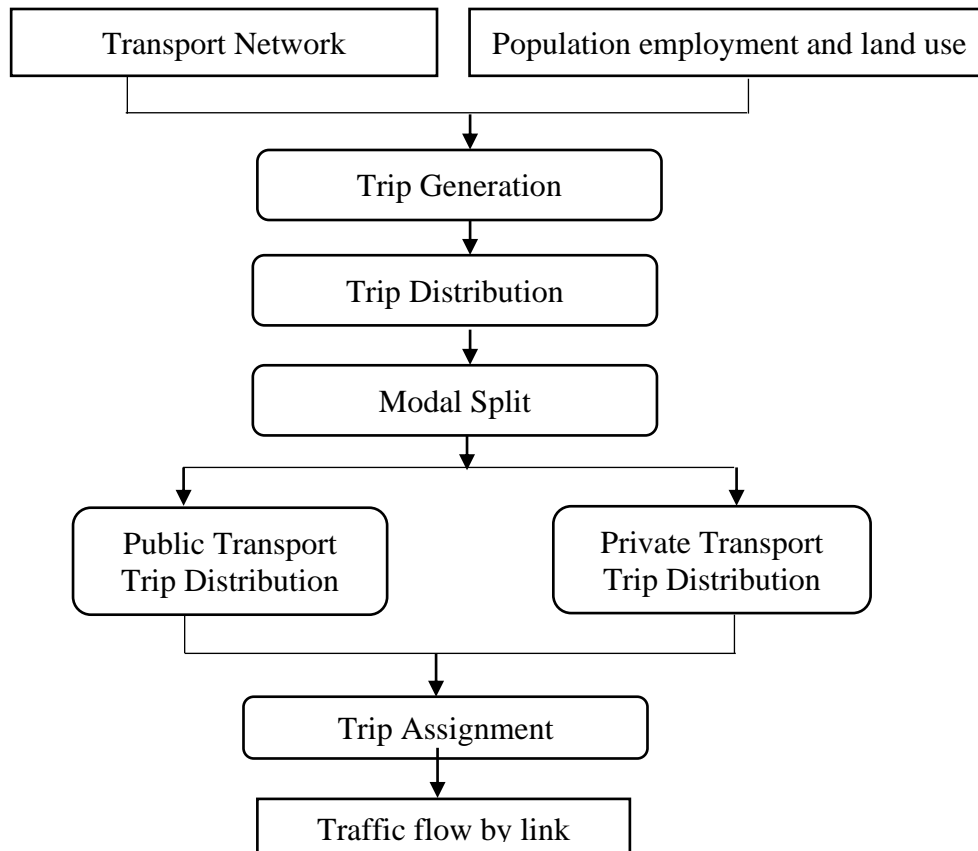 Transport Network
Population employment and land use
Trip Generation
Trip Distribution
Modal Split
Public Transport
Trip Distribution
Private Transport
Trip Distribution
Trip Assignment
Traffic flow by link